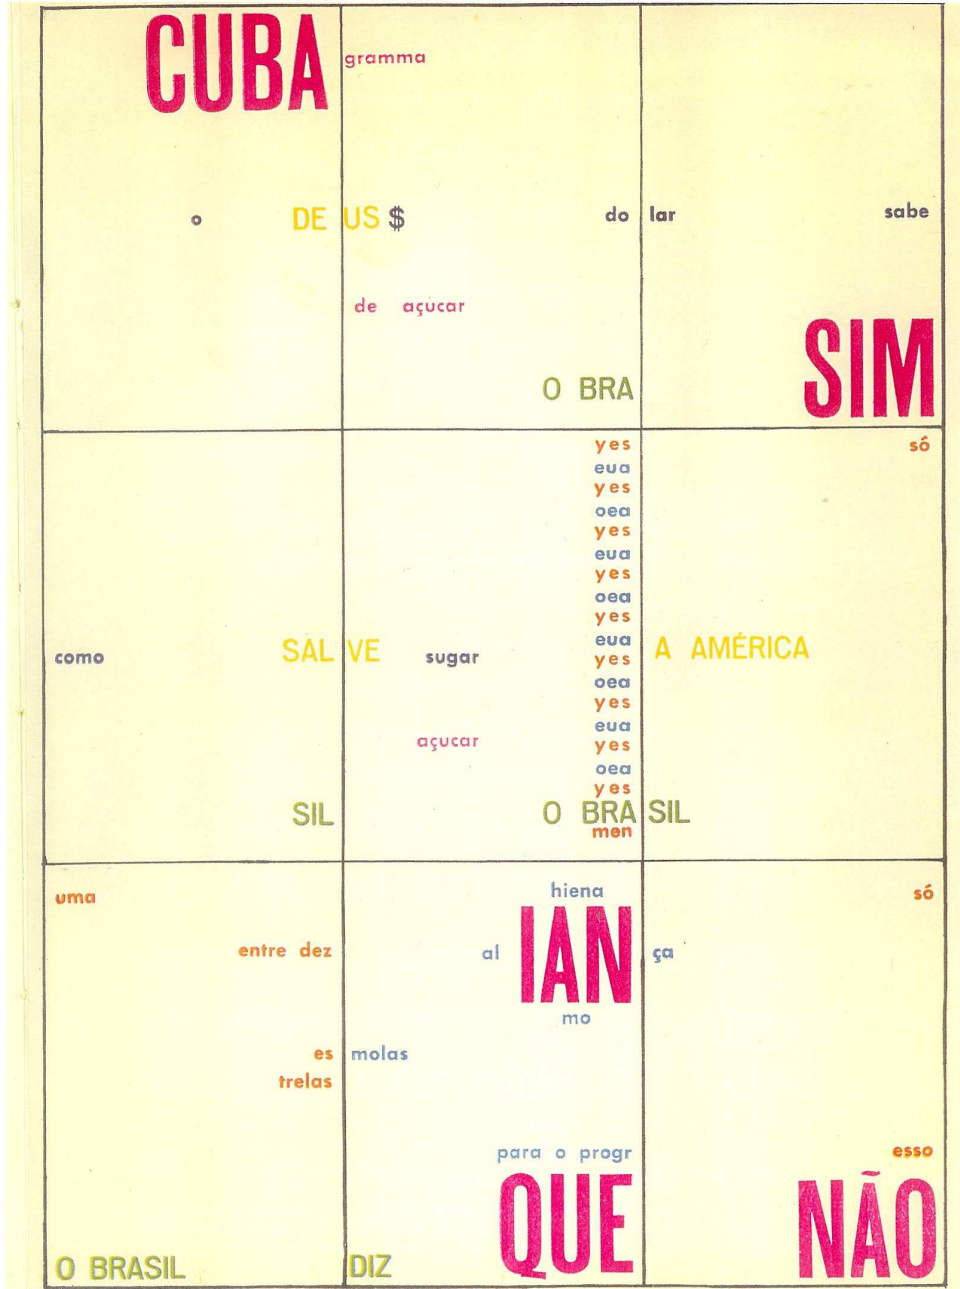 CUBA gramma
o DE US$ do lar sabe
de açúcar
O BRA SIM
yes só
eua
yes
oea
yes
eua
yes
oea
yes
eua
como SAL VE sugar yes A AMÉRICA
oea
yes
eua
açucar yes
oea
yes
SIL O BRA SIL
men
uma hiena só
entre dez al IAN ça
mo
es molas
trelas
para o progr esso
QUE NÃO
O BRASIL DIZ